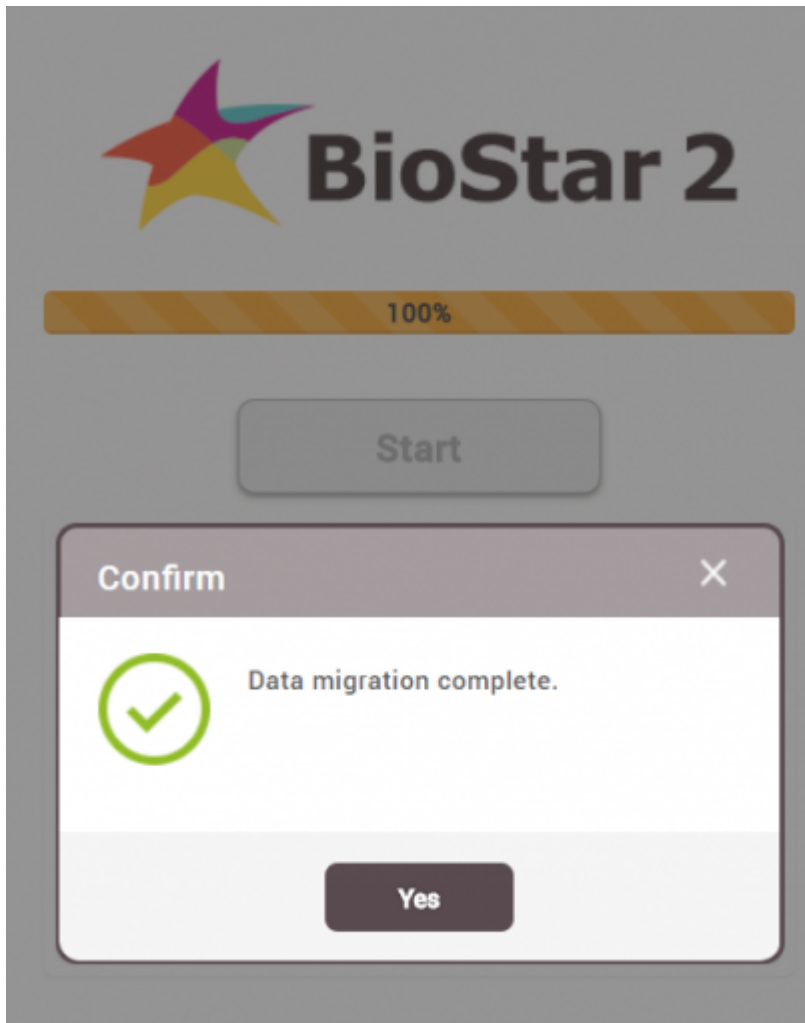 BioStar 2
100%
Start
Confirm
Data migration complete.
Yes